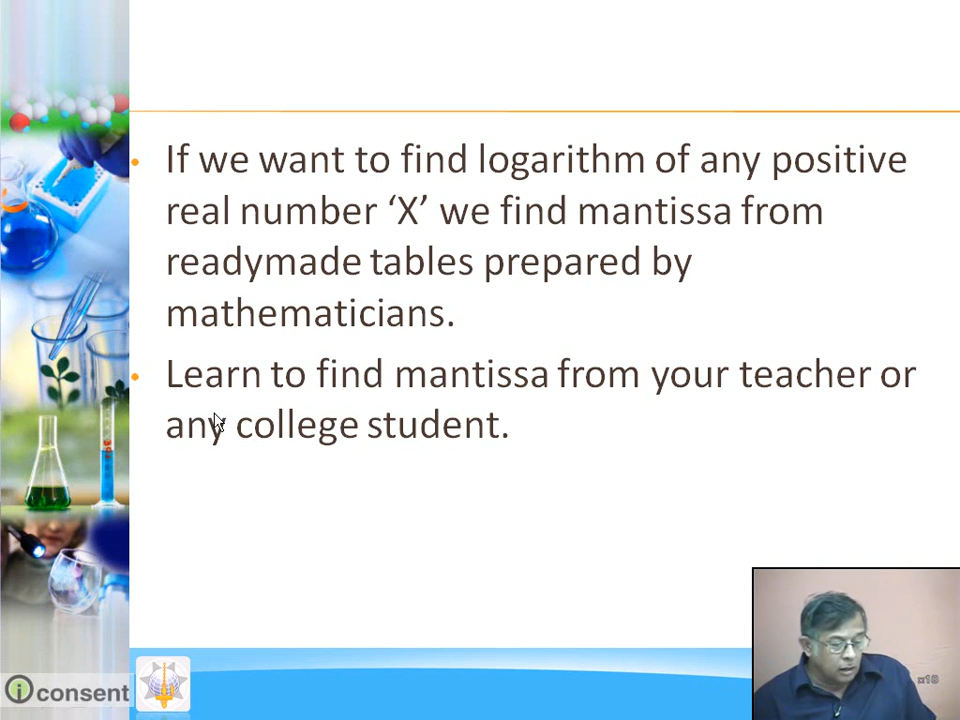 • If we want to find logarithm of any positive
real number ‘X’ we find mantissa from
readymade tables prepared by
mathematicians.
• Learn to find mantissa from your teacher or
any college student.
i consent